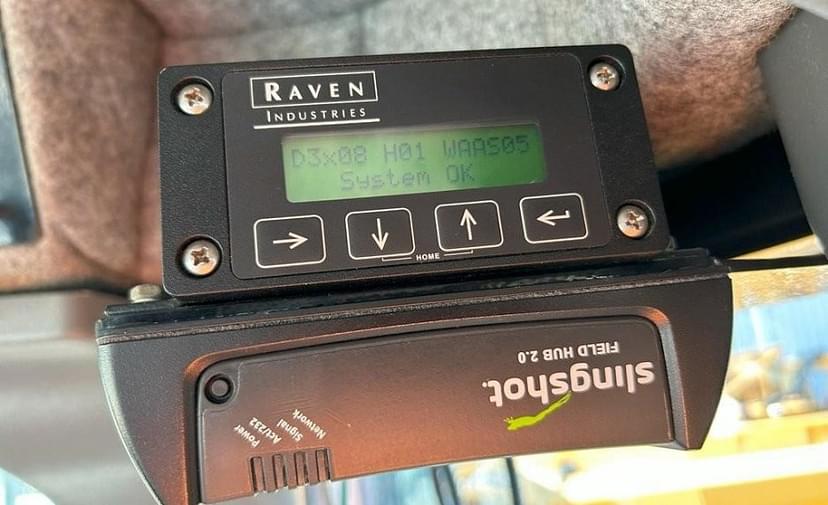 RAVEN
INDUSTRIES
D3x08 H01 WAAS05
System OK
HOME
slingshot.
FIELD HUB 2.0
Power
Act/232
Signal
Network